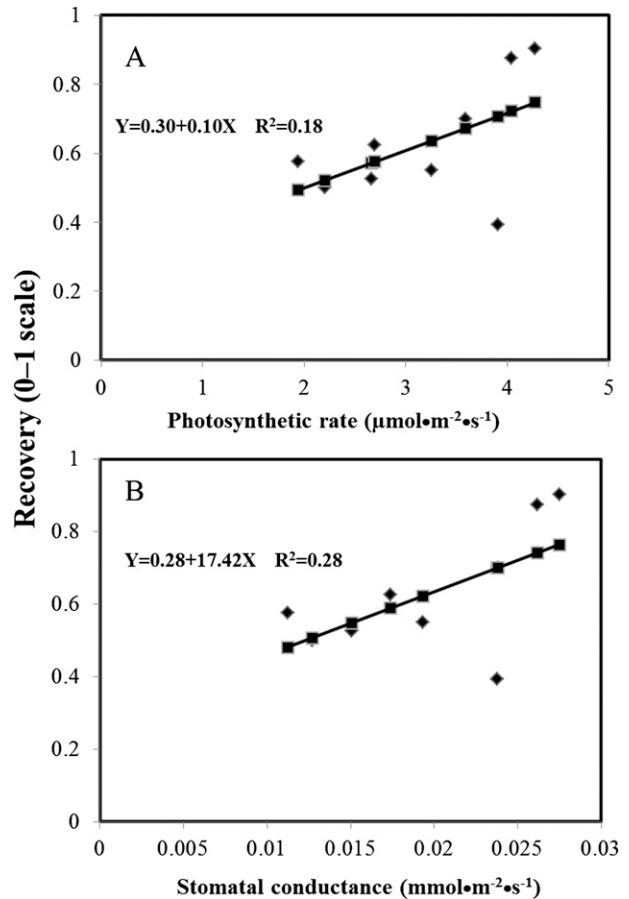 Recovery (0–1 scale)
A
Y=0.30+0.10X R²=0.18
1
0.8
0.6
0.4
0.2
0
0 1 2 3 4 5
Photosynthetic rate (µmol•m⁻²•s⁻¹)
B
Y=0.28+17.42X R²=0.28
1
0.8
0.6
0.4
0.2
0
0 0.005 0.01 0.015 0.02 0.025 0.03
Stomatal conductance (mmol•m⁻²•s⁻¹)